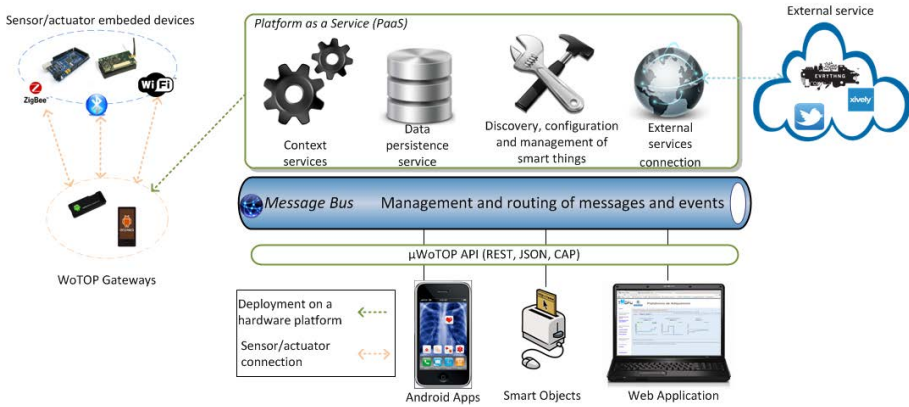 Sensor/actuator embeded devices
Platform as a Service (PaaS)
External service
ZigBee
WiFi
EVRYTHNG
xively
Context
services
Data
persistence
service
Discovery, configuration
and management of
smart things
External
services
connection
Message Bus
Management and routing of messages and events
µWoTOP API (REST, JSON, CAP)
WoTOP Gateways
Deployment on a
hardware platform
Sensor/actuator
connection
Android Apps
Smart Objects
Web Application